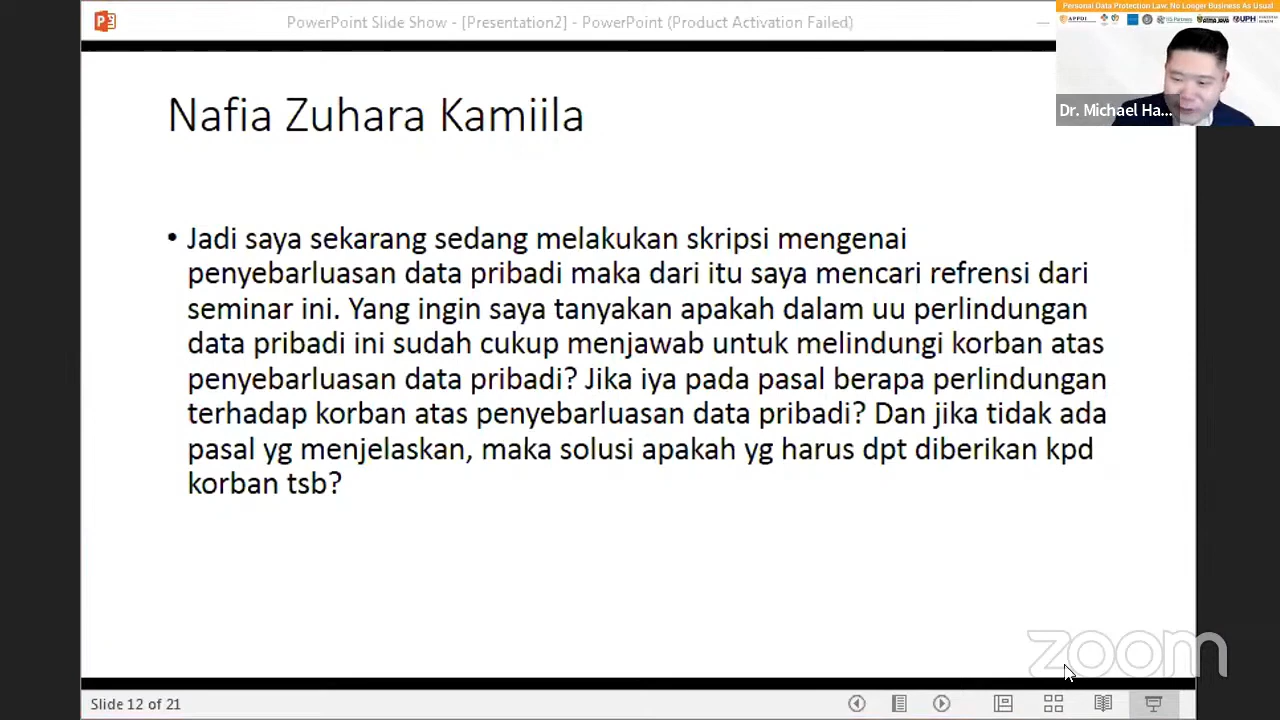 PowerPoint Slide Show - [Presentation2] - PowerPoint (Product Activation Failed)
Personal Data Protection Law: No Longer Business As Usual
APPDI
UPH
Dr. Michael Ha...
Nafia Zuhara Kamiila
• Jadi saya sekarang sedang melakukan skripsi mengenai
penyebarluasan data pribadi maka dari itu saya mencari refrensi dari
seminar ini. Yang ingin saya tanyakan apakah dalam uu perlindungan
data pribadi ini sudah cukup menjawab untuk melindungi korban atas
penyebarluasan data pribadi? Jika iya pada pasal berapa perlindungan
terhadap korban atas penyebarluasan data pribadi? Dan jika tidak ada
pasal yg menjelaskan, maka solusi apakah yg harus dpt diberikan kpd
korban tsb?
zoom
Slide 12 of 21